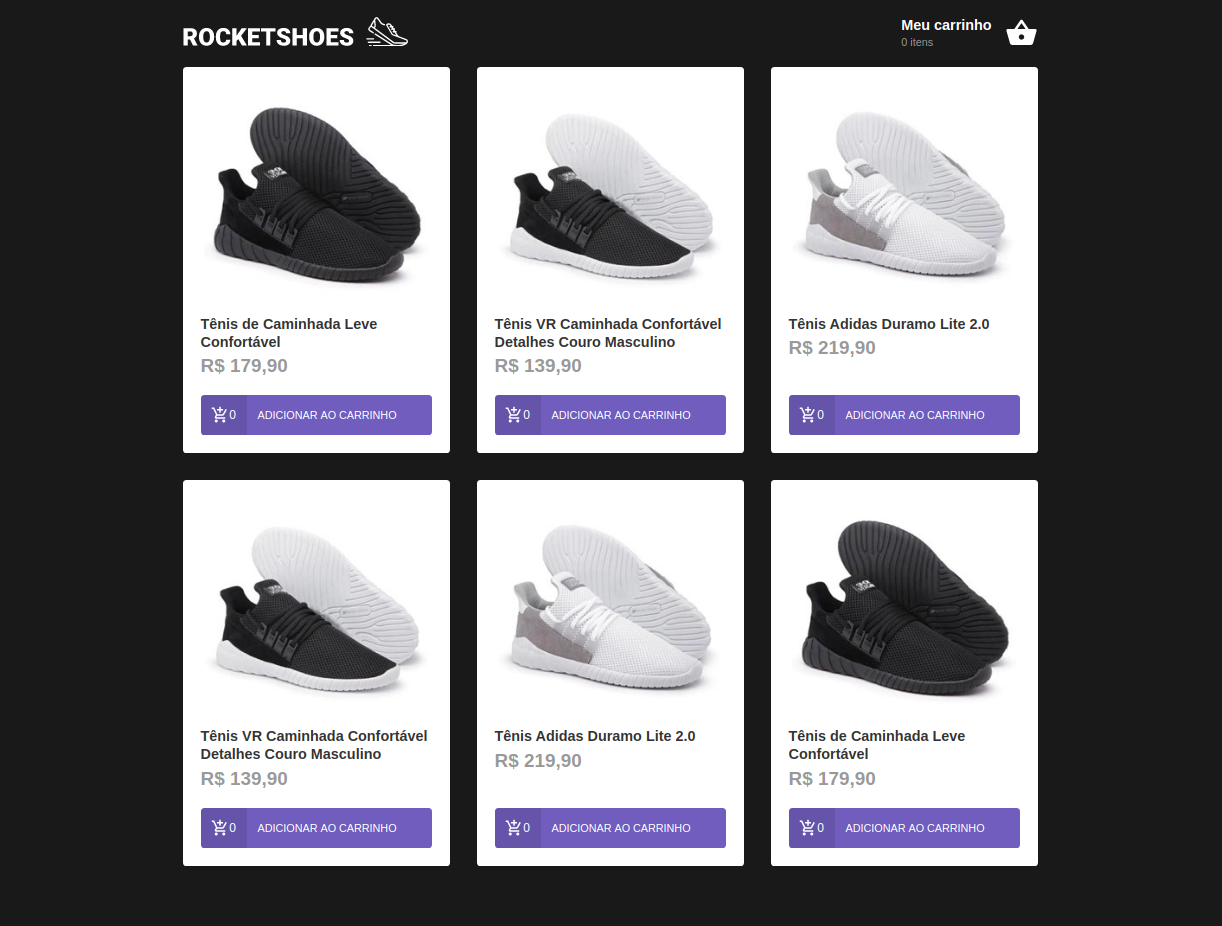 ROCKETSHOES
Meu carrinho
0 itens
Tênis de Caminhada Leve
Confortável
R$ 179,90
0 ADICIONAR AO CARRINHO
Tênis VR Caminhada Confortável
Detalhes Couro Masculino
R$ 139,90
0 ADICIONAR AO CARRINHO
Tênis Adidas Duramo Lite 2.0
R$ 219,90
0 ADICIONAR AO CARRINHO
Tênis VR Caminhada Confortável
Detalhes Couro Masculino
R$ 139,90
0 ADICIONAR AO CARRINHO
Tênis Adidas Duramo Lite 2.0
R$ 219,90
0 ADICIONAR AO CARRINHO
Tênis de Caminhada Leve
Confortável
R$ 179,90
0 ADICIONAR AO CARRINHO